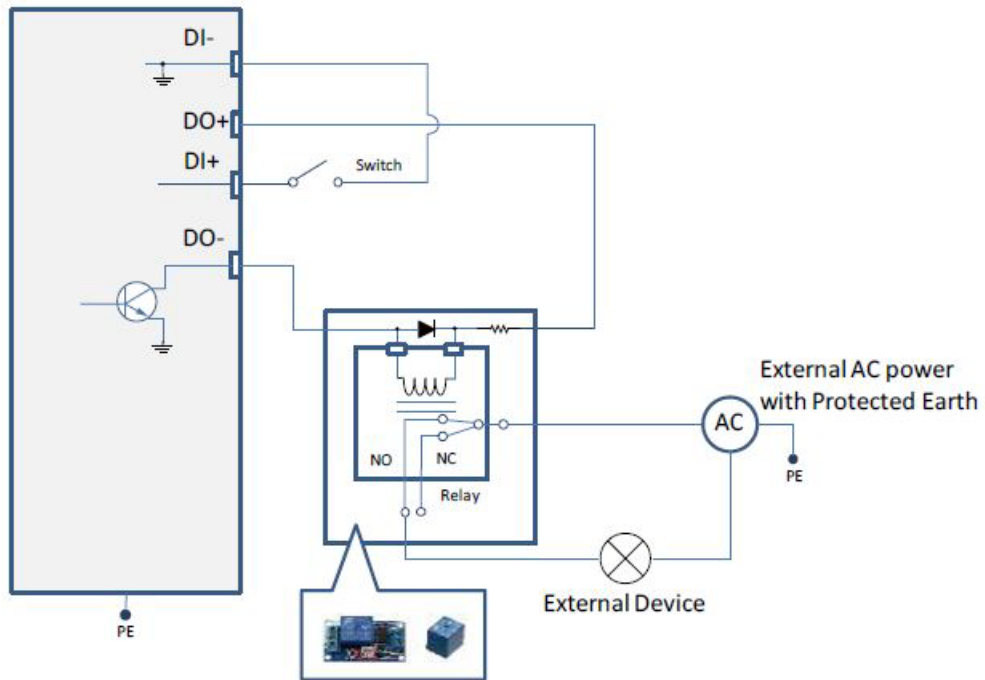 DI-
DO+
DI+
Switch
DO-
External AC power
with Protected Earth
AC
NO
NC
PE
Relay
External Device
PE